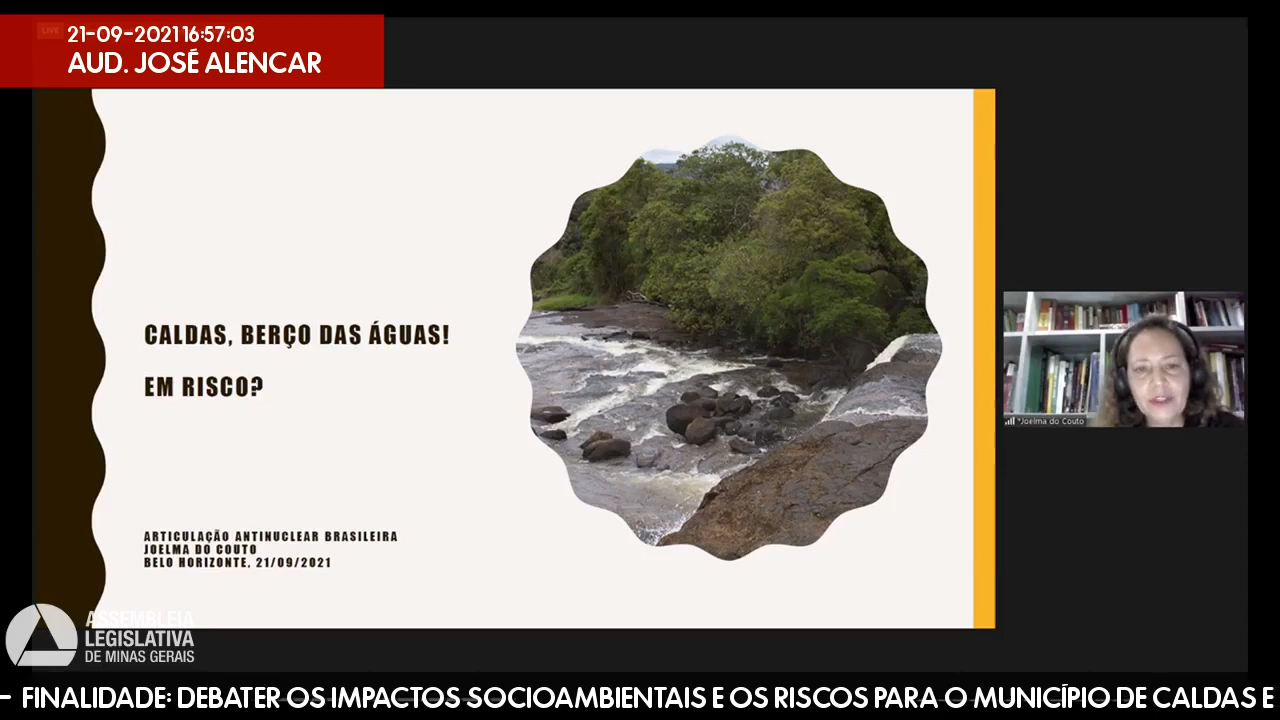 LIVE
21-09-2021 16:57:03
AUD. JOSÉ ALENCAR
CALDAS, BERÇO DAS ÁGUAS!
EM RISCO?
ARTICULAÇÃO ANTINUCLEAR BRASILEIRA
JOELMA DO COUTO
BELO HORIZONTE, 21/09/2021
*Joelma do Couto
ASSEMBLEIA
LEGISLATIVA
DE MINAS GERAIS
- FINALIDADE: DEBATER OS IMPACTOS SOCIOAMBIENTAIS E OS RISCOS PARA O MUNICÍPIO DE CALDAS E